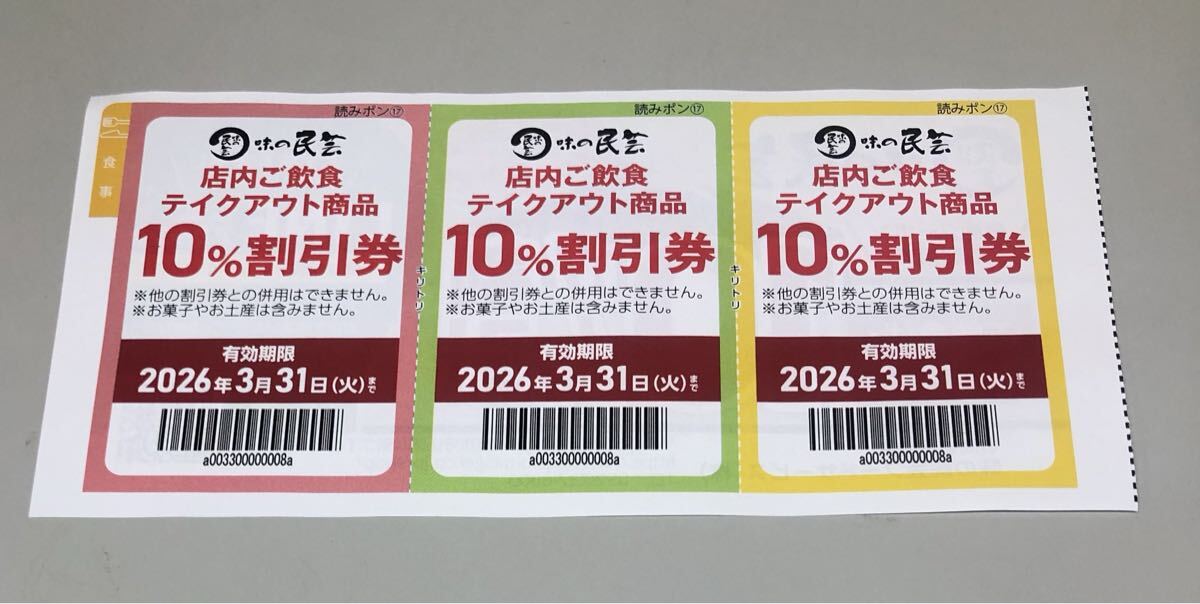 食事
読みポン⑰
味の民芸
店内ご飲食
テイクアウト商品
10%割引券
※他の割引券との併用はできません。
※お菓子やお土産は含みません。
有効期限
2026年3月31日(火)まで
a003300000008a
キリトリ
読みポン⑰
味の民芸
店内ご飲食
テイクアウト商品
10%割引券
※他の割引券との併用はできません。
※お菓子やお土産は含みません。
有効期限
2026年3月31日(火)まで
a003300000008a
キリトリ
読みポン⑰
味の民芸
店内ご飲食
テイクアウト商品
10%割引券
※他の割引券との併用はできません。
※お菓子やお土産は含みません。
有効期限
2026年3月31日(火)まで
a003300000008a